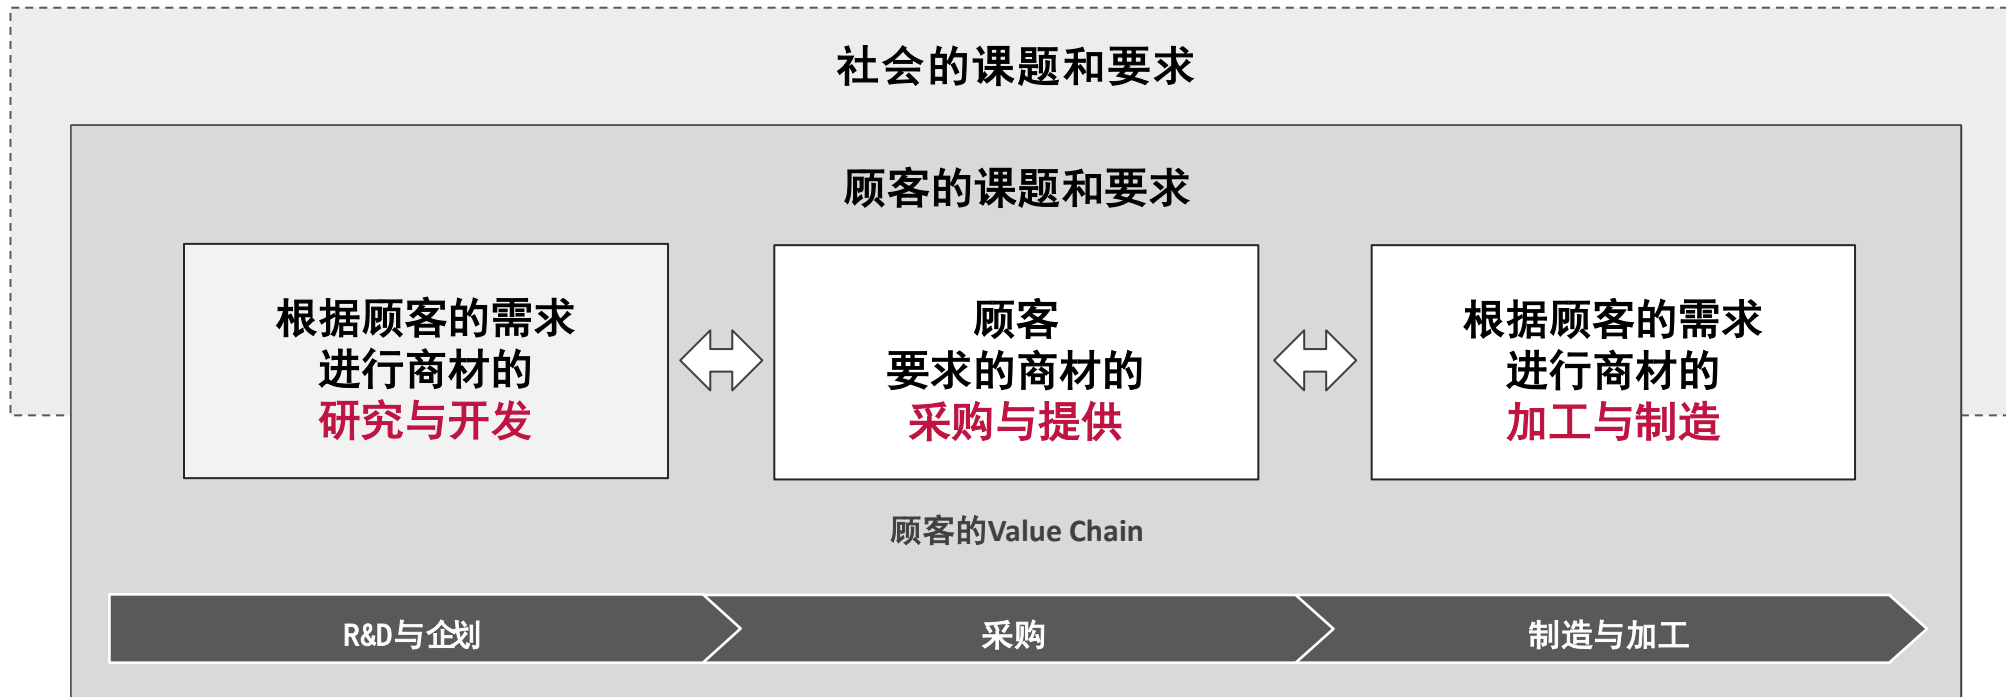 社会的课题和要求
顾客的课题和要求
根据顾客的需求
进行商材的
研究与开发
顾客
要求的商材的
采购与提供
根据顾客的需求
进行商材的
加工与制造
顾客的Value Chain
R&D与企划
采购
制造与加工